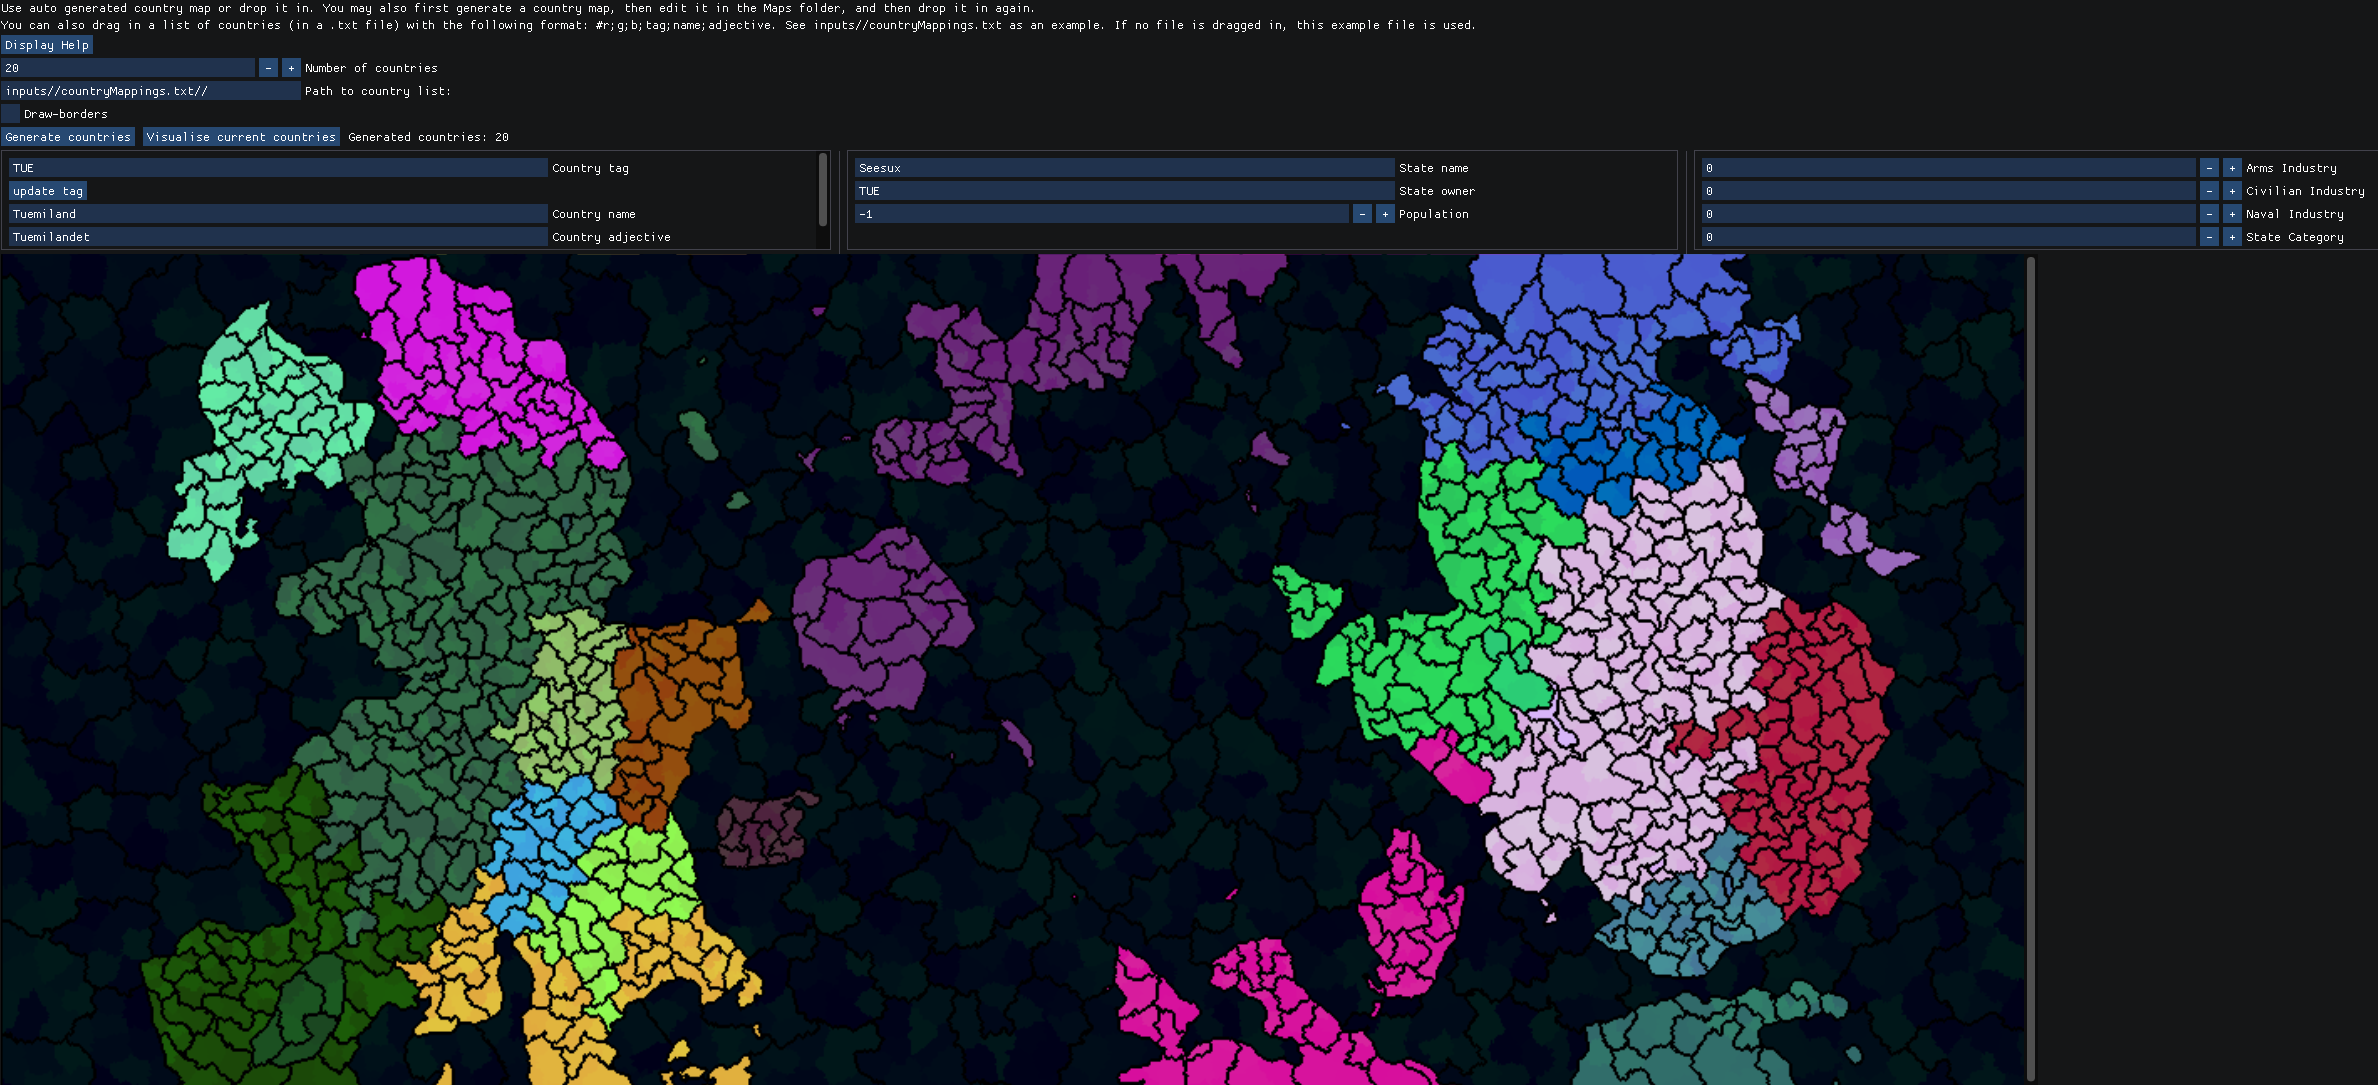 Use auto generated country map or drop it in. You may also first generate a country map, then edit it in the Maps folder, and then drop it in again.
You can also drag in a list of countries (in a .txt file) with the following format: #r;g;b;tag;name;adjective. See inputs//countryMappings.txt as an example. If no file is dragged in, this example file is used.
Display Help
20 - + Number of countries
inputs//countryMappings.txt// Path to country list:
Draw-borders
Generate countries Visualise current countries Generated countries: 20
TUE Country tag
update tag
Tuemiland Country name
Tuemilandet Country adjective
Seesux State name
TUE State owner
-1 - + Population
0 - + Arms Industry
0 - + Civilian Industry
0 - + Naval Industry
0 - + State Category